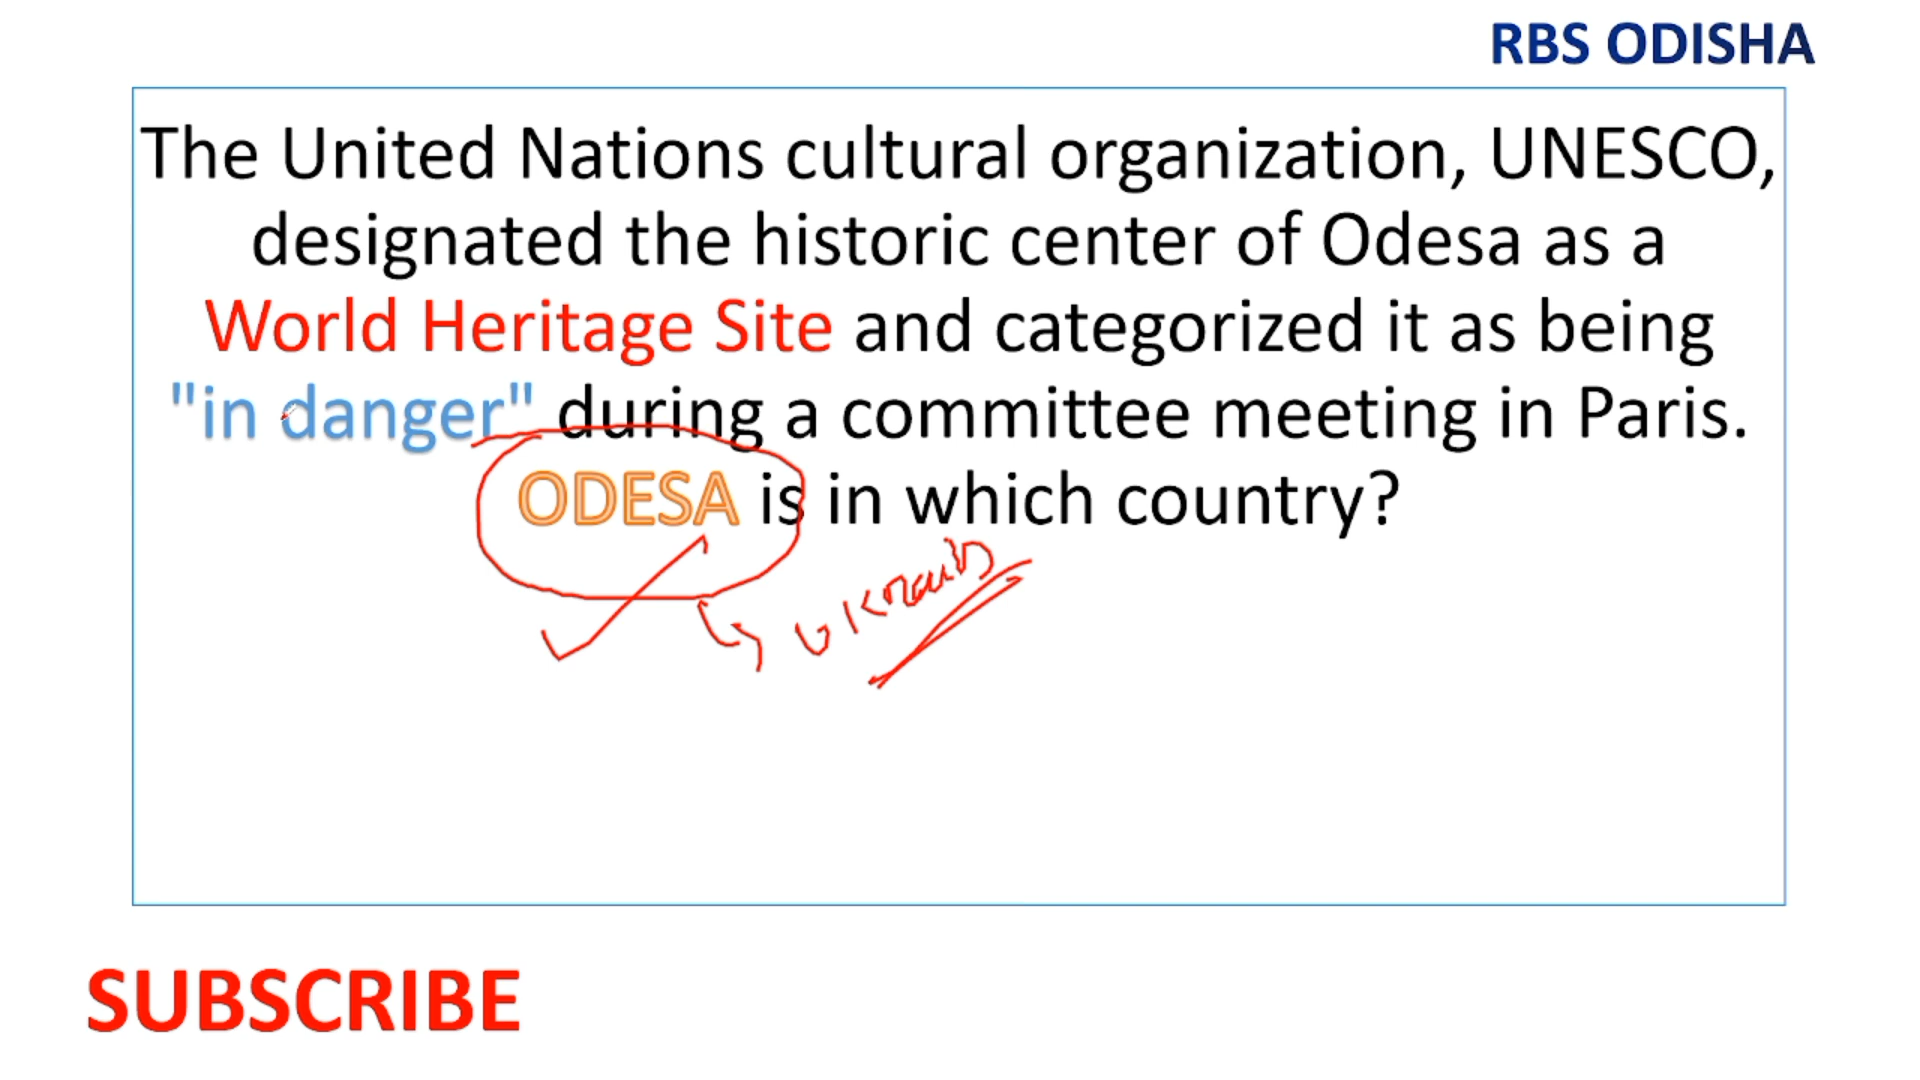 RBS ODISHA
The United Nations cultural organization, UNESCO,
designated the historic center of Odesa as a
World Heritage Site and categorized it as being
"in danger" during a committee meeting in Paris.
ODESA is in which country?
SUBSCRIBE